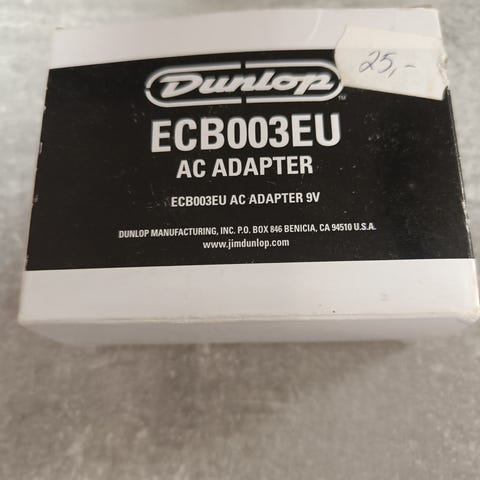 Dunlop
TM
25,-
ECB003EU
AC ADAPTER
ECB003EU AC ADAPTER 9V
DUNLOP MANUFACTURING, INC. P.O. BOX 846 BENICIA, CA 94510 U.S.A.
www.jimdunlop.com